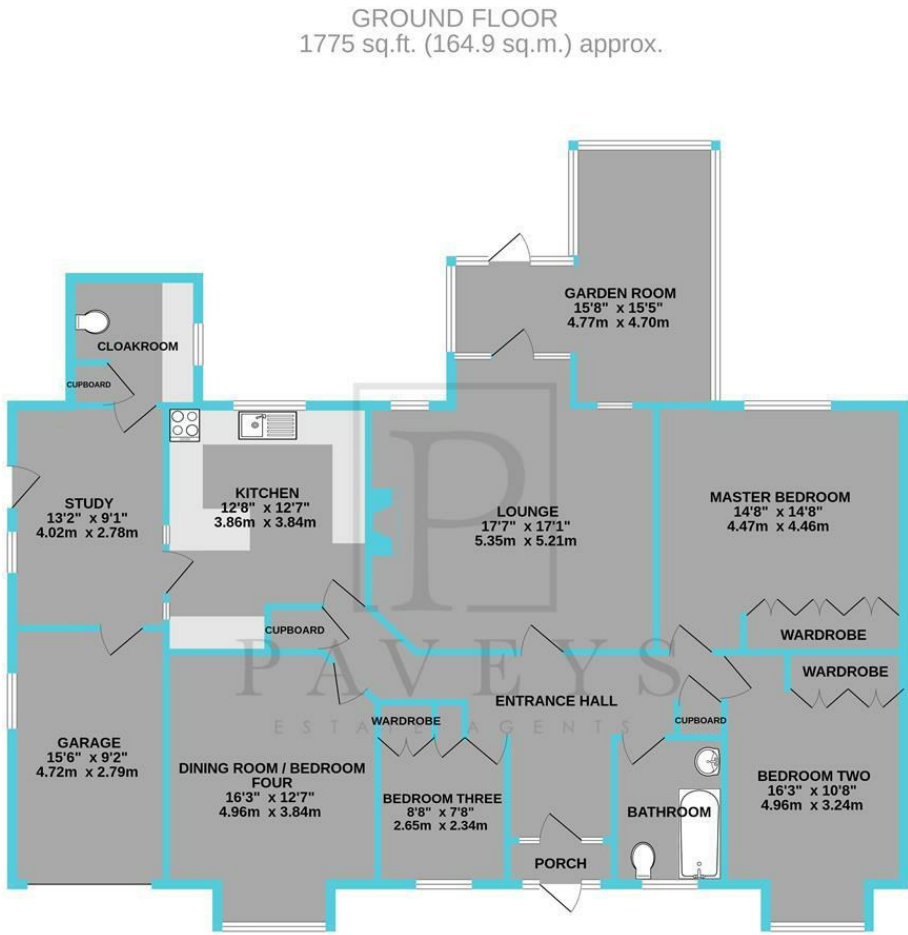 GROUND FLOOR
1775 sq.ft. (164.9 sq.m.) approx.
GARDEN ROOM
15'8" x 15'5"
4.77m x 4.70m
CLOAKROOM
CUPBOARD
STUDY
13'2" x 9'1"
4.02m x 2.78m
KITCHEN
12'8" x 12'7"
3.86m x 3.84m
LOUNGE
17'7" x 17'1"
5.35m x 5.21m
MASTER BEDROOM
14'8" x 14'8"
4.47m x 4.46m
P
CUPBOARD
WARDROBE
PAVEYS
ESTATE AGENTS
WARDROBE
ENTRANCE HALL
WARDROBE
CUPBOARD
GARAGE
15'6" x 9'2"
4.72m x 2.79m
DINING ROOM / BEDROOM
FOUR
16'3" x 12'7"
4.96m x 3.84m
BEDROOM THREE
8'8" x 7'8"
2.65m x 2.34m
BATHROOM
BEDROOM TWO
16'3" x 10'8"
4.96m x 3.24m
PORCH